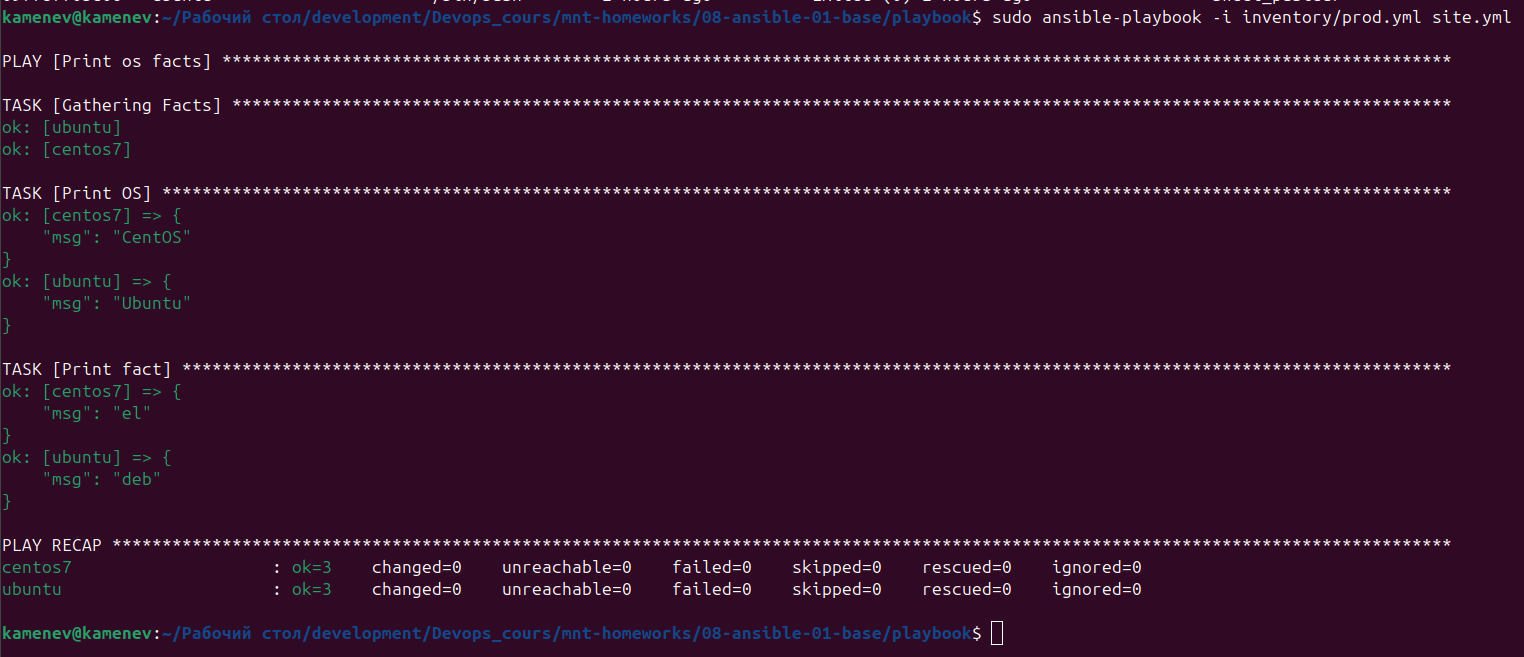 kamenev@kamenev:~/Рабочий стол/development/Devops_cours/mnt-homeworks/08-ansible-01-base/playbook$ sudo ansible-playbook -i inventory/prod.yml site.yml
PLAY [Print os facts] ***************************************************************************************************************************
TASK [Gathering Facts] **************************************************************************************************************************
ok: [ubuntu]
ok: [centos7]
TASK [Print OS] *********************************************************************************************************************************
ok: [centos7] => {
    "msg": "CentOS"
}
ok: [ubuntu] => {
    "msg": "Ubuntu"
}
TASK [Print fact] *******************************************************************************************************************************
ok: [centos7] => {
    "msg": "el"
}
ok: [ubuntu] => {
    "msg": "deb"
}
PLAY RECAP **************************************************************************************************************************************
centos7                    : ok=3    changed=0    unreachable=0    failed=0    skipped=0    rescued=0    ignored=0
ubuntu                     : ok=3    changed=0    unreachable=0    failed=0    skipped=0    rescued=0    ignored=0
kamenev@kamenev:~/Рабочий стол/development/Devops_cours/mnt-homeworks/08-ansible-01-base/playbook$